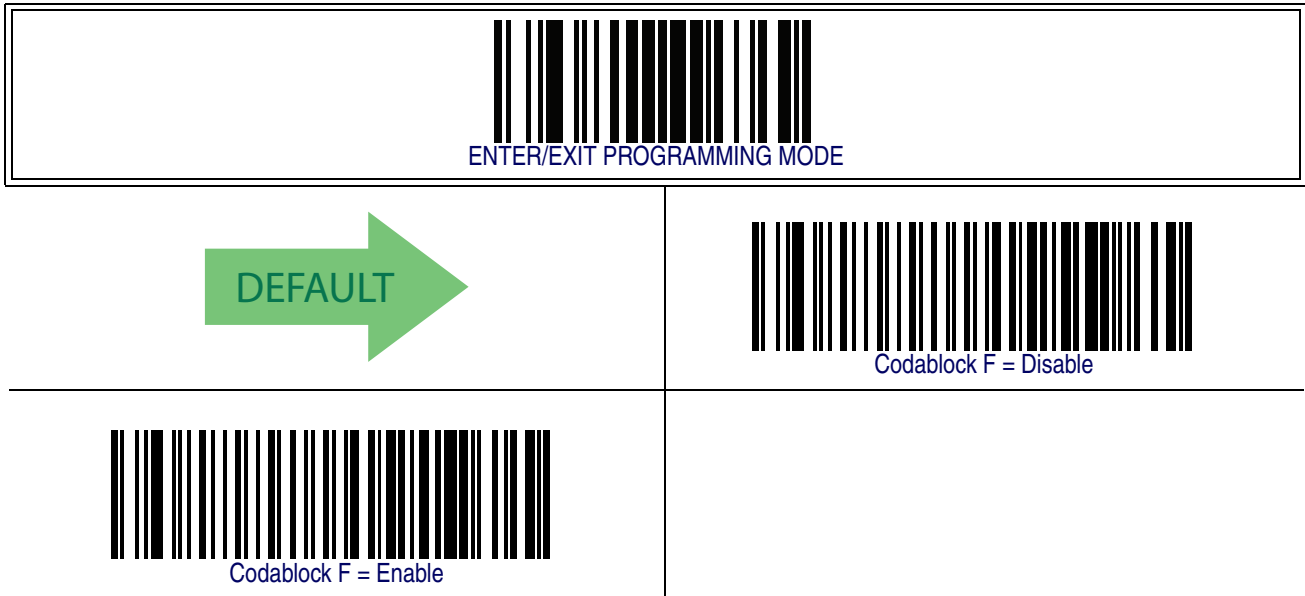 ENTER/EXIT PROGRAMMING MODE
DEFAULT
Codablock F = Disable
Codablock F = Enable